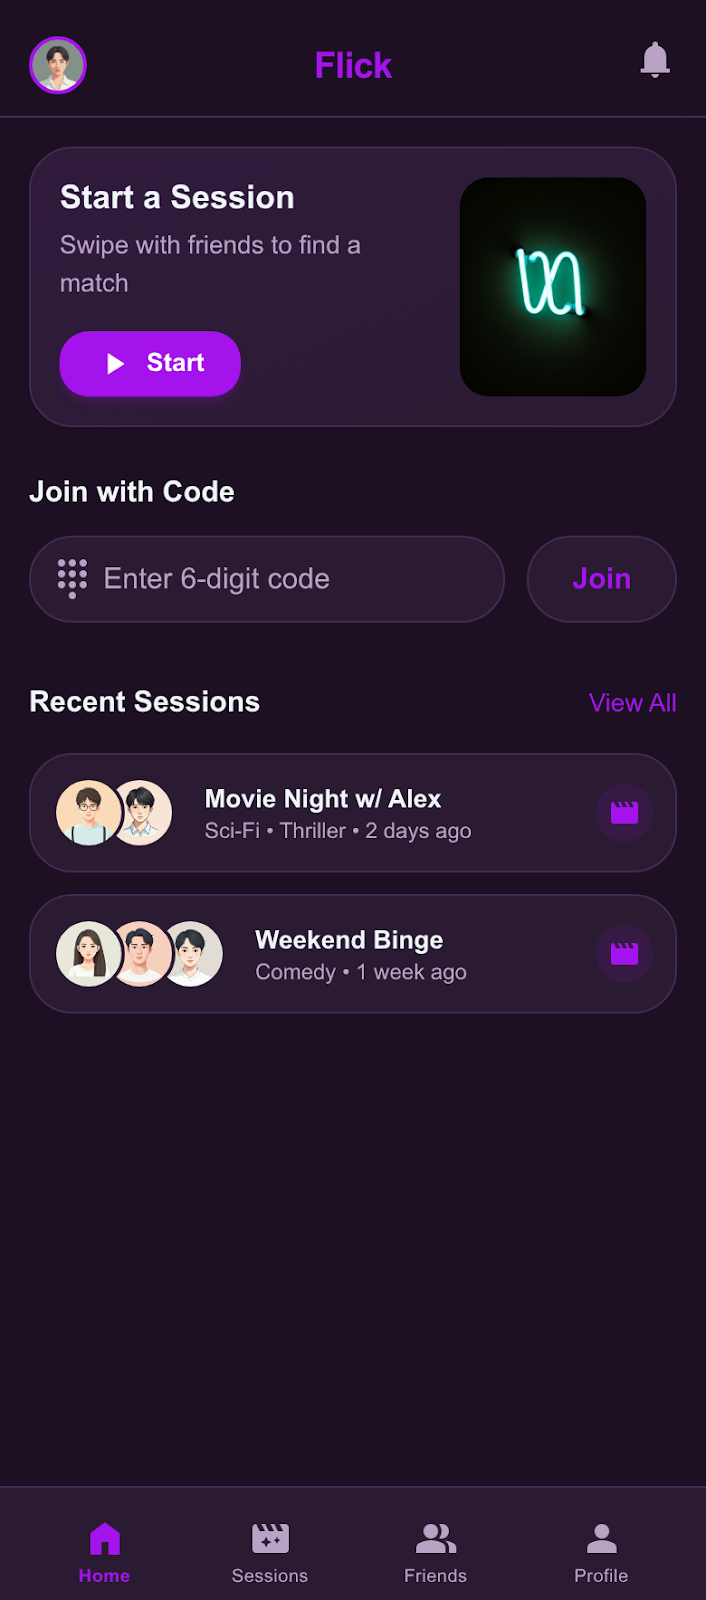 Flick
Start a Session
Swipe with friends to find a
match
Start
Join with Code
Enter 6-digit code
Join
Recent Sessions
View All
Movie Night w/ Alex
Sci-Fi • Thriller • 2 days ago
Weekend Binge
Comedy • 1 week ago
Home
Sessions
Friends
Profile